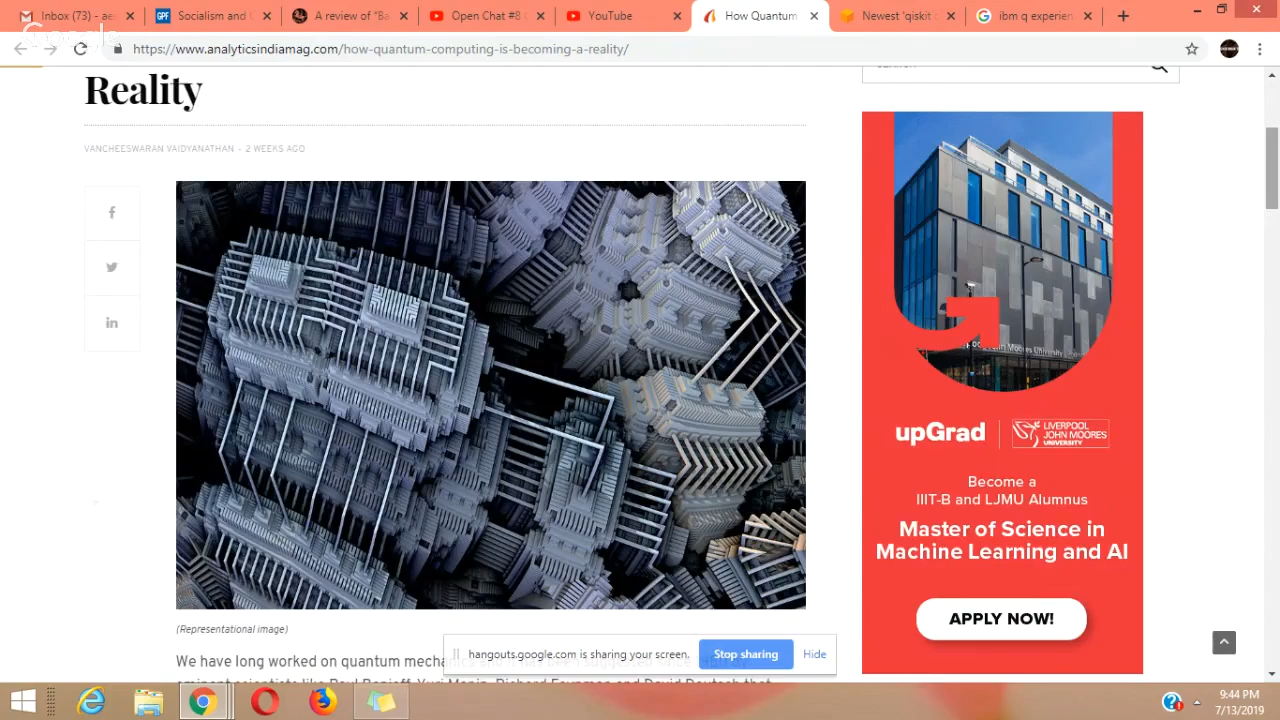 Inbox (73) - aes
Socialism and C
A review of "Ba
Open Chat #8 (
YouTube
How Quantum
Newest 'qiskit c
ibm q experien
https://www.analyticsindiamag.com/how-quantum-computing-is-becoming-a-reality/
Reality
VANCHEESWARAN VAIDYANATHAN - 2 WEEKS AGO
(Representational image)
We have long worked on quantum mech
hangouts.google.com is sharing your screen.
Stop sharing
Hide
upGrad
LIVERPOOL
JOHN MOORES
UNIVERSITY
Become a
IIIT-B and LJMU Alumnus
Master of Science in
Machine Learning and AI
APPLY NOW!
9:44 PM
7/13/2019